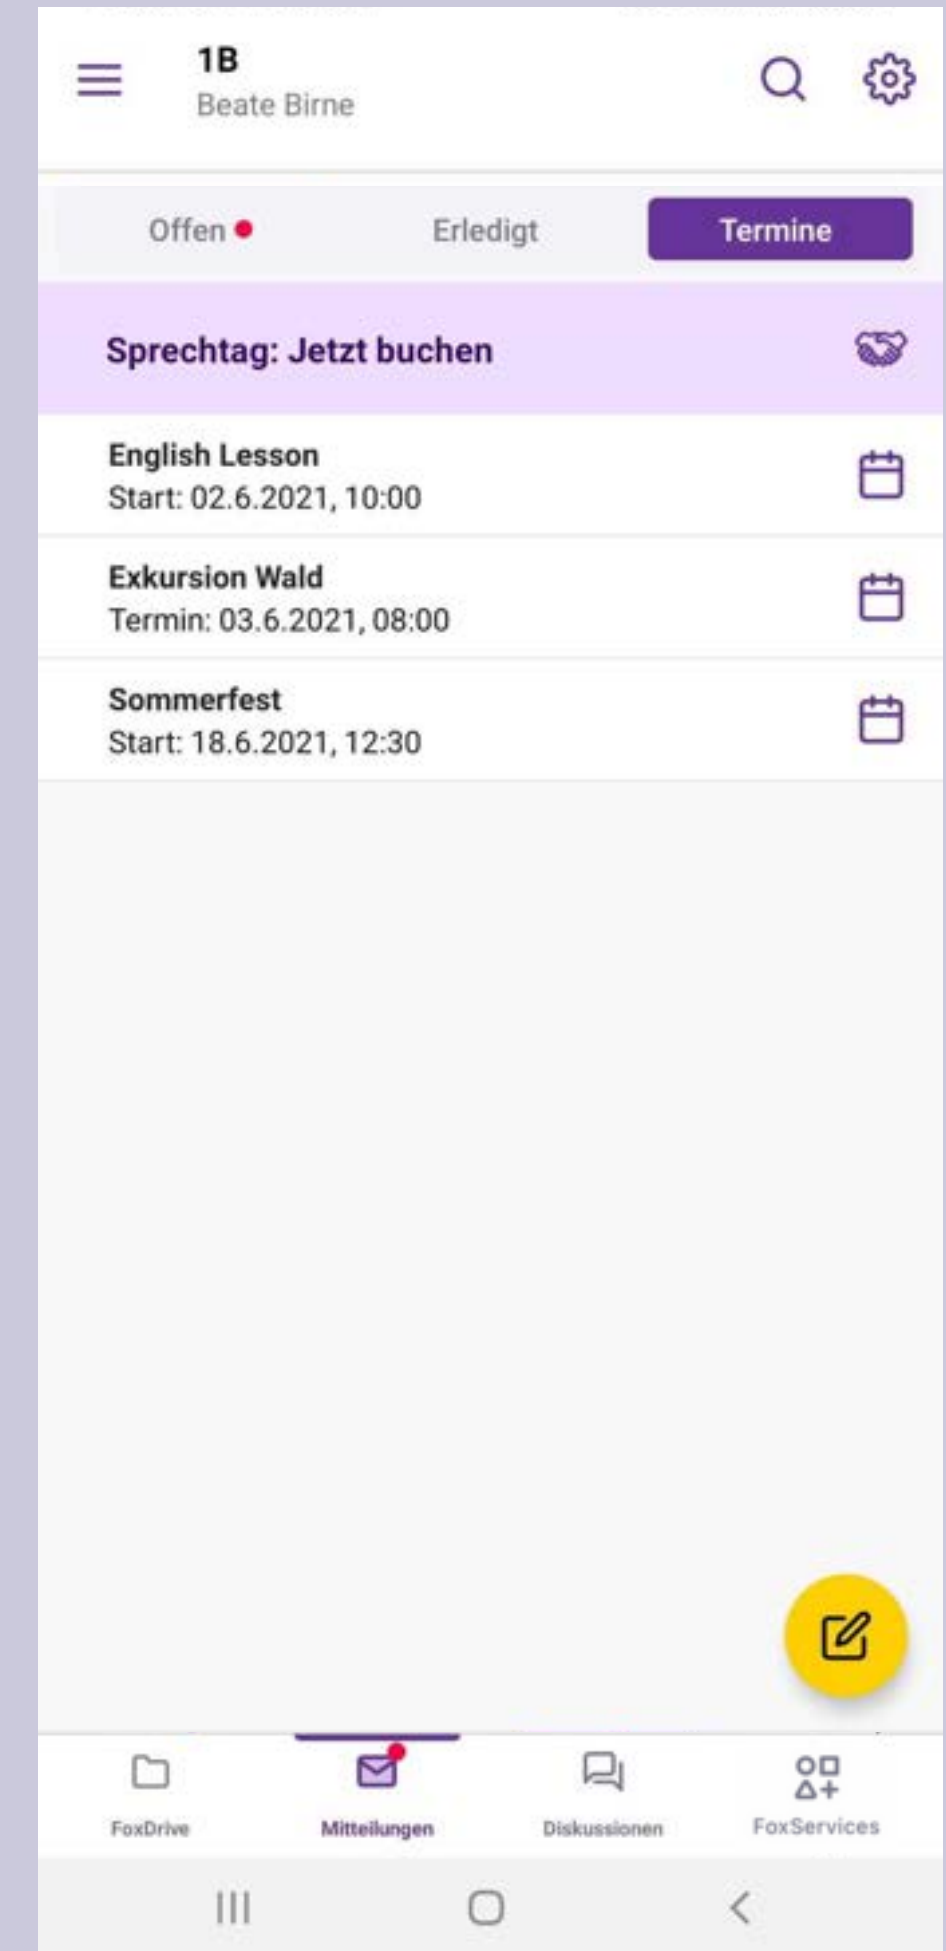 1B
Beate Birne
Offen Erledigt Termine
Sprechtag: Jetzt buchen
English Lesson
Start: 02.6.2021, 10:00
Exkursion Wald
Termin: 03.6.2021, 08:00
Sommerfest
Start: 18.6.2021, 12:30
FoxDrive Mitteilungen Diskussionen FoxServices